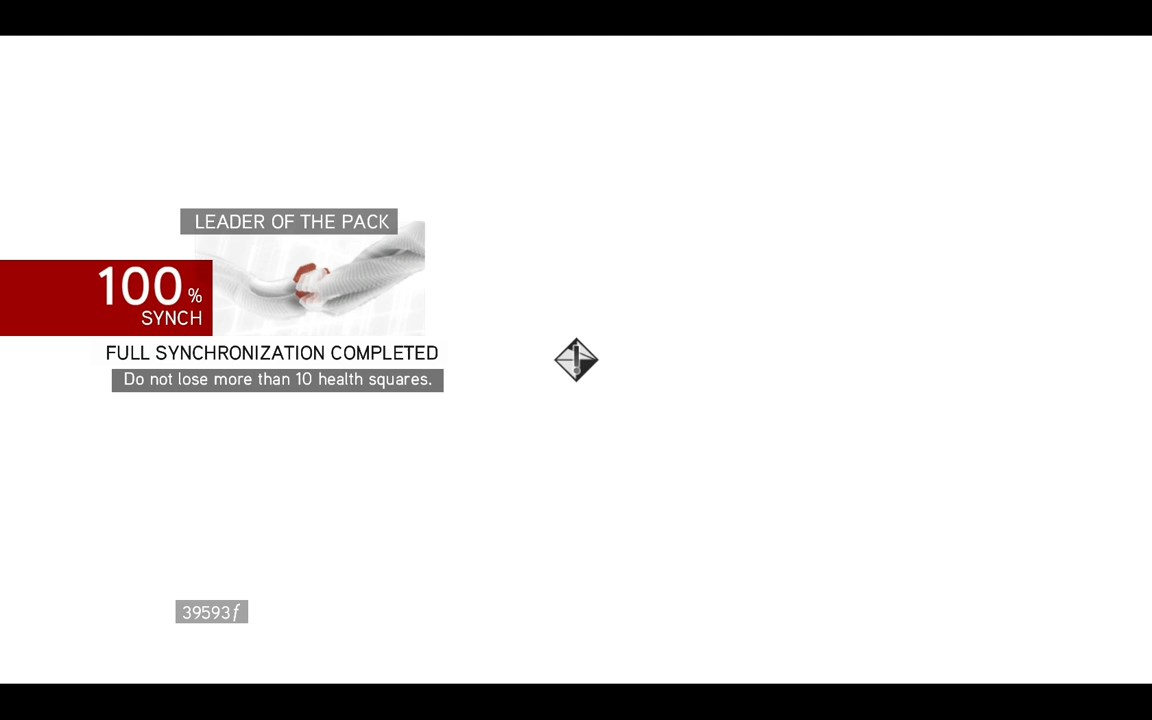 LEADER OF THE PACK
100 %
SYNCH
FULL SYNCHRONIZATION COMPLETED
Do not lose more than 10 health squares.
39593ƒ